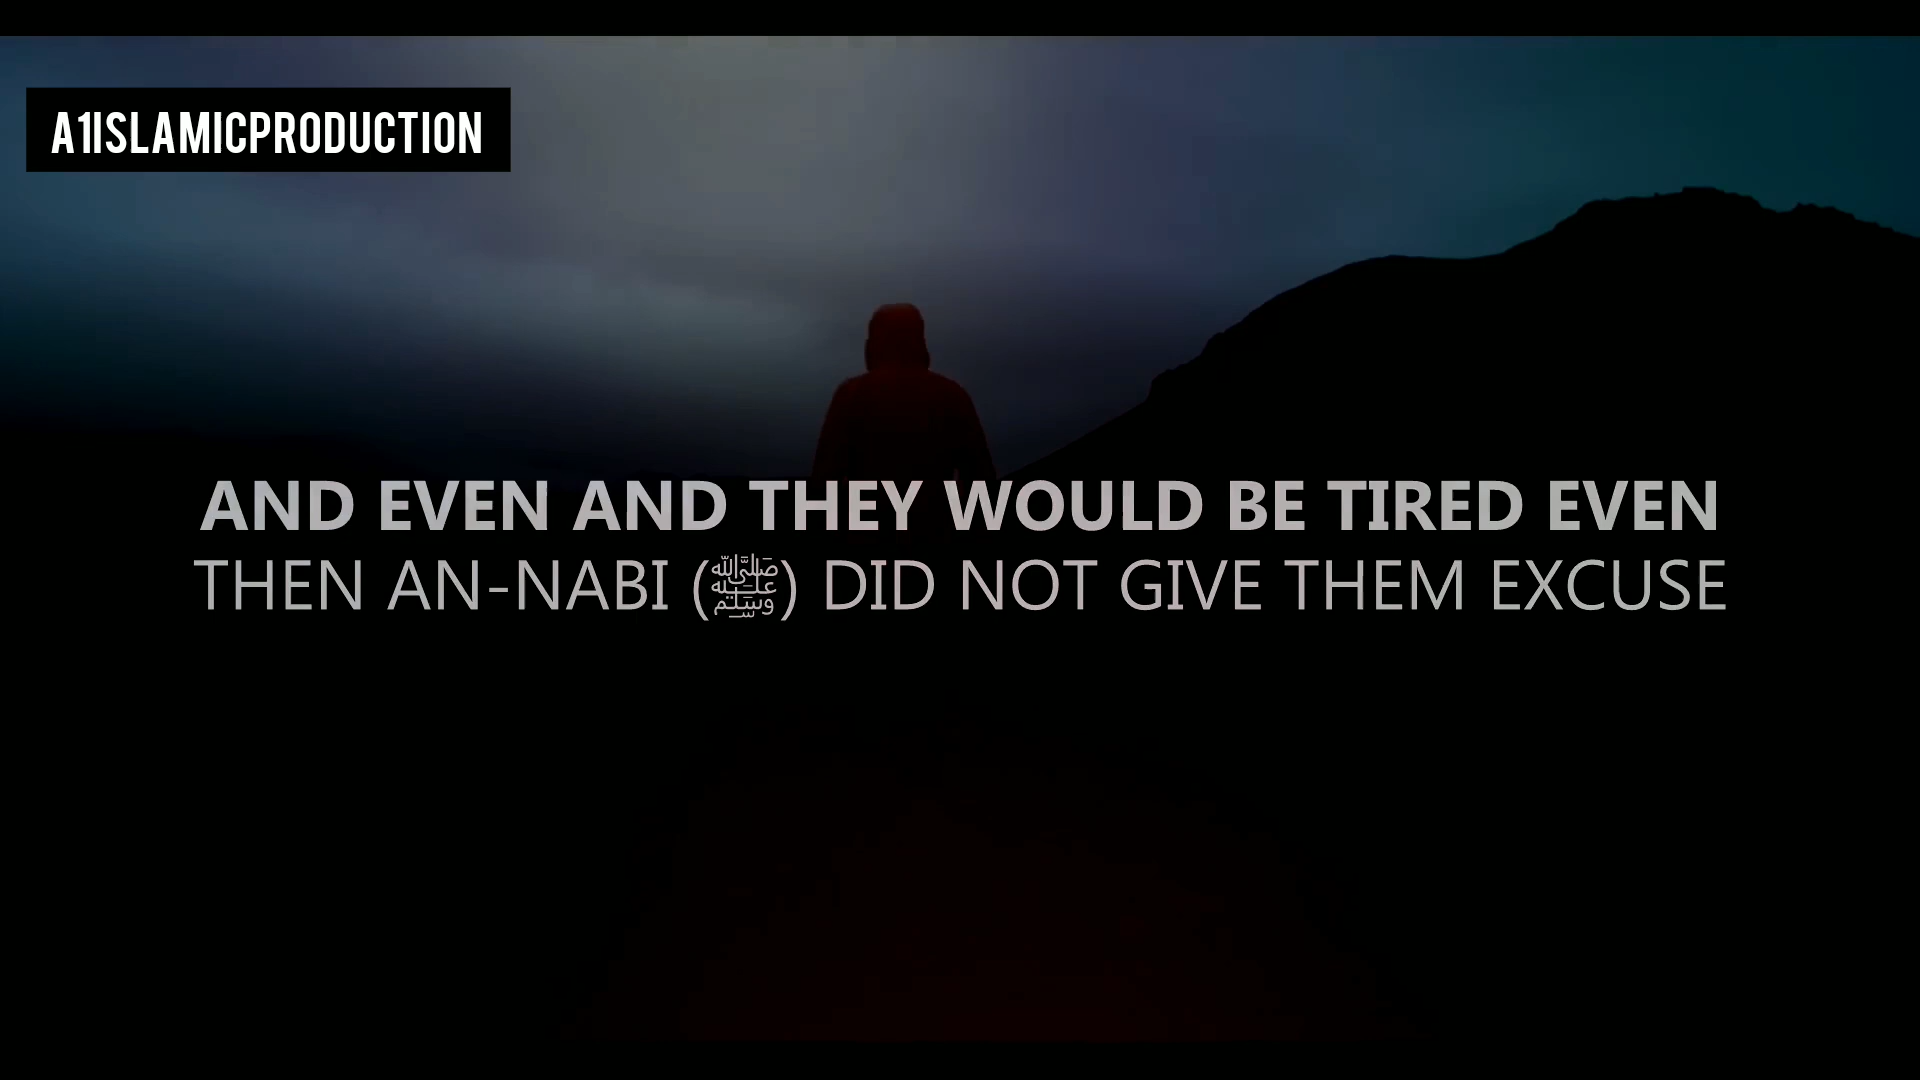 A1ISLAMICPRODUCTION
AND EVEN AND THEY WOULD BE TIRED EVEN
THEN AN-NABI (ﷺ) DID NOT GIVE THEM EXCUSE